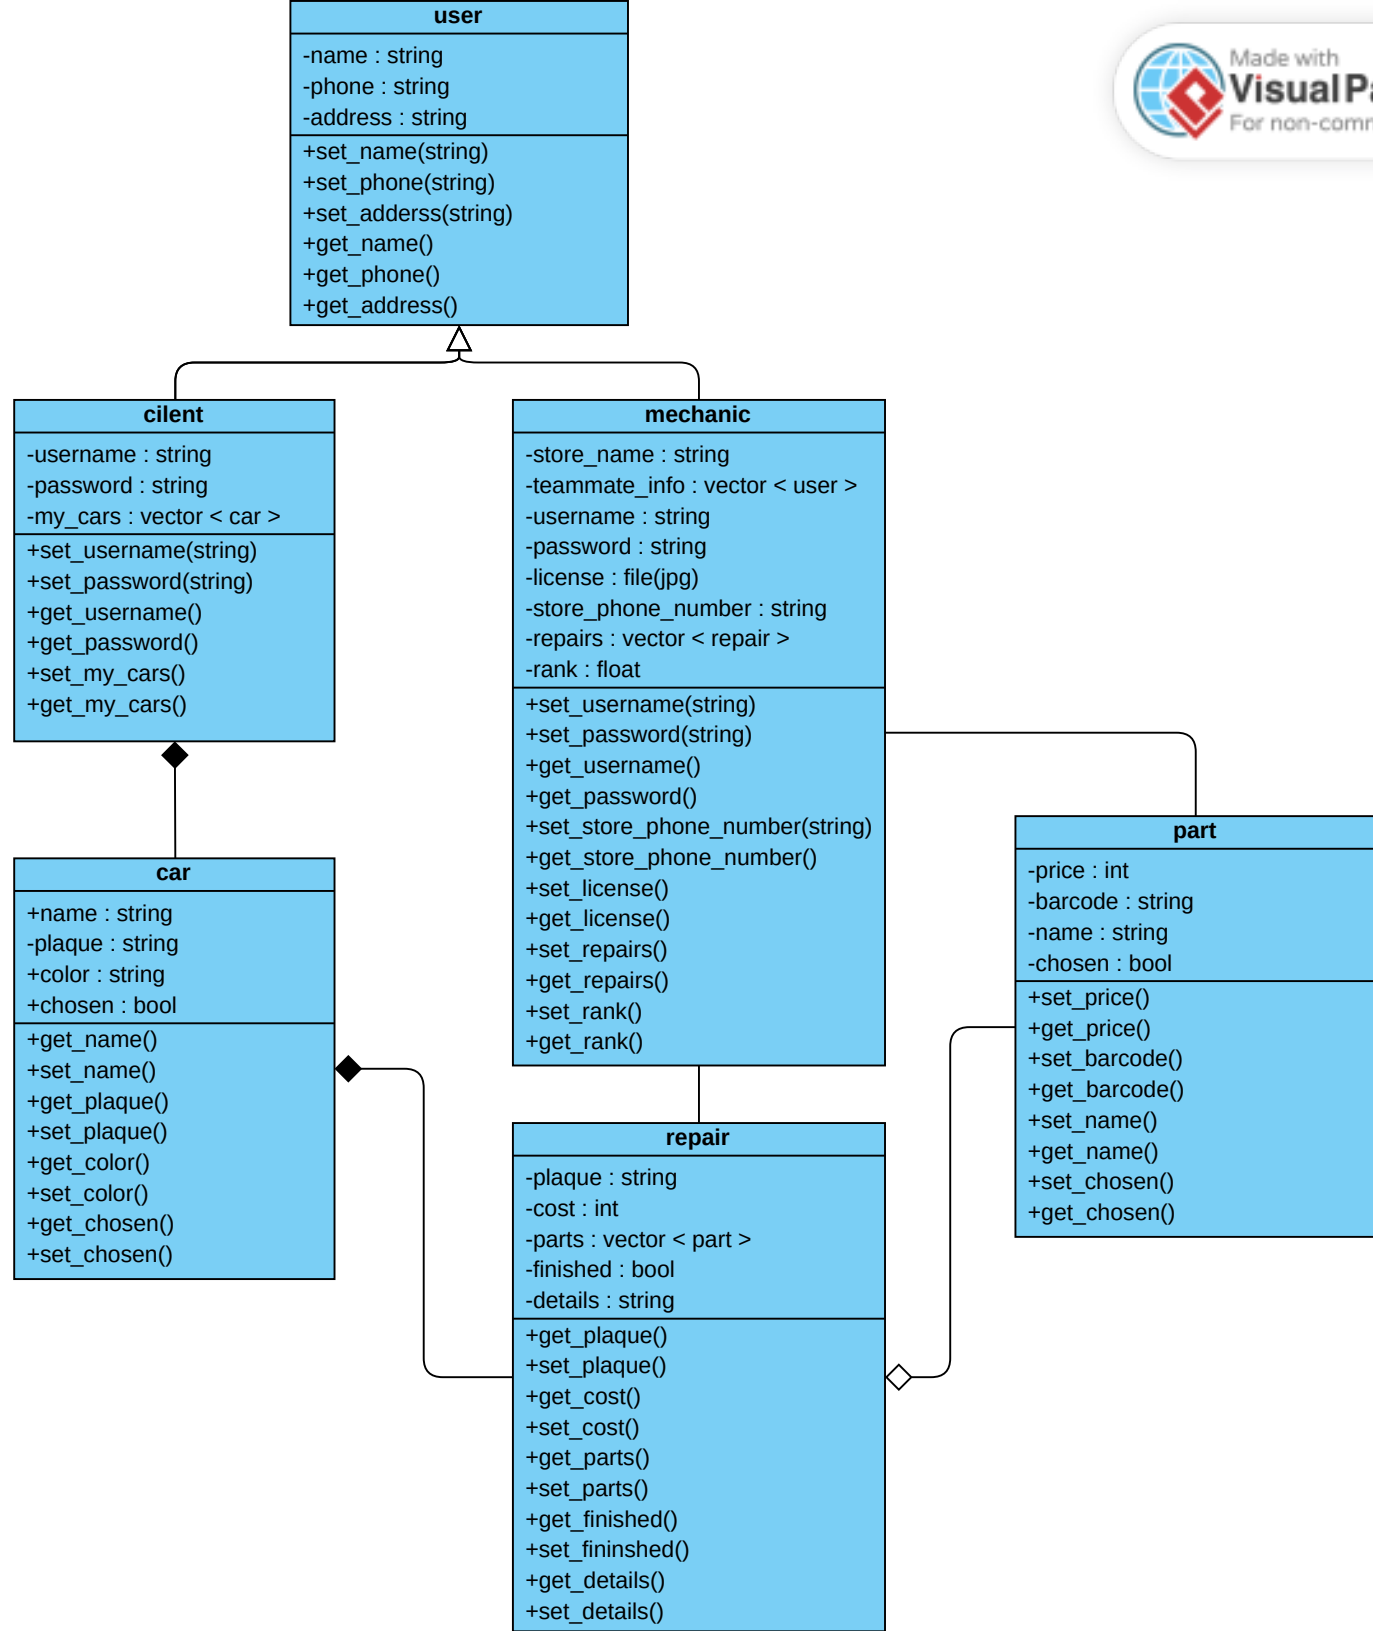 user
-name : string
-phone : string
-address : string
+set_name(string)
+set_phone(string)
+set_adderss(string)
+get_name()
+get_phone()
+get_address()
Made with
Visual
For
cilent
-username : string
-password : string
-my_cars : vector < car >
+set_username(string)
+set_password(string)
+get_username()
+get_password()
+set_my_cars()
+get_my_cars()
mechanic
-store_name : string
-teammate_info : vector < user >
-username : string
-password : string
-license : file(jpg)
-store_phone_number : string
-repairs : vector < repair >
-rank : float
+set_username(string)
+set_password(string)
+get_username()
+get_password()
+set_store_phone_number(string)
+get_store_phone_number()
+set_license()
+get_license()
+set_repairs()
+get_repairs()
+set_rank()
+get_rank()
part
-price : int
-barcode : string
-name : string
-chosen : bool
+set_price()
+get_price()
+set_barcode()
+get_barcode()
+set_name()
+get_name()
+set_chosen()
+get_chosen()
car
+name : string
-plaque : string
+color : string
+chosen : bool
+get_name()
+set_name()
+get_plaque()
+set_plaque()
+get_color()
+set_color()
+get_chosen()
+set_chosen()
repair
-plaque : string
-cost : int
-parts : vector < part >
-finished : bool
-details : string
+get_plaque()
+set_plaque()
+get_cost()
+set_cost()
+get_parts()
+set_parts()
+get_finished()
+set_fininshed()
+get_details()
+set_details()